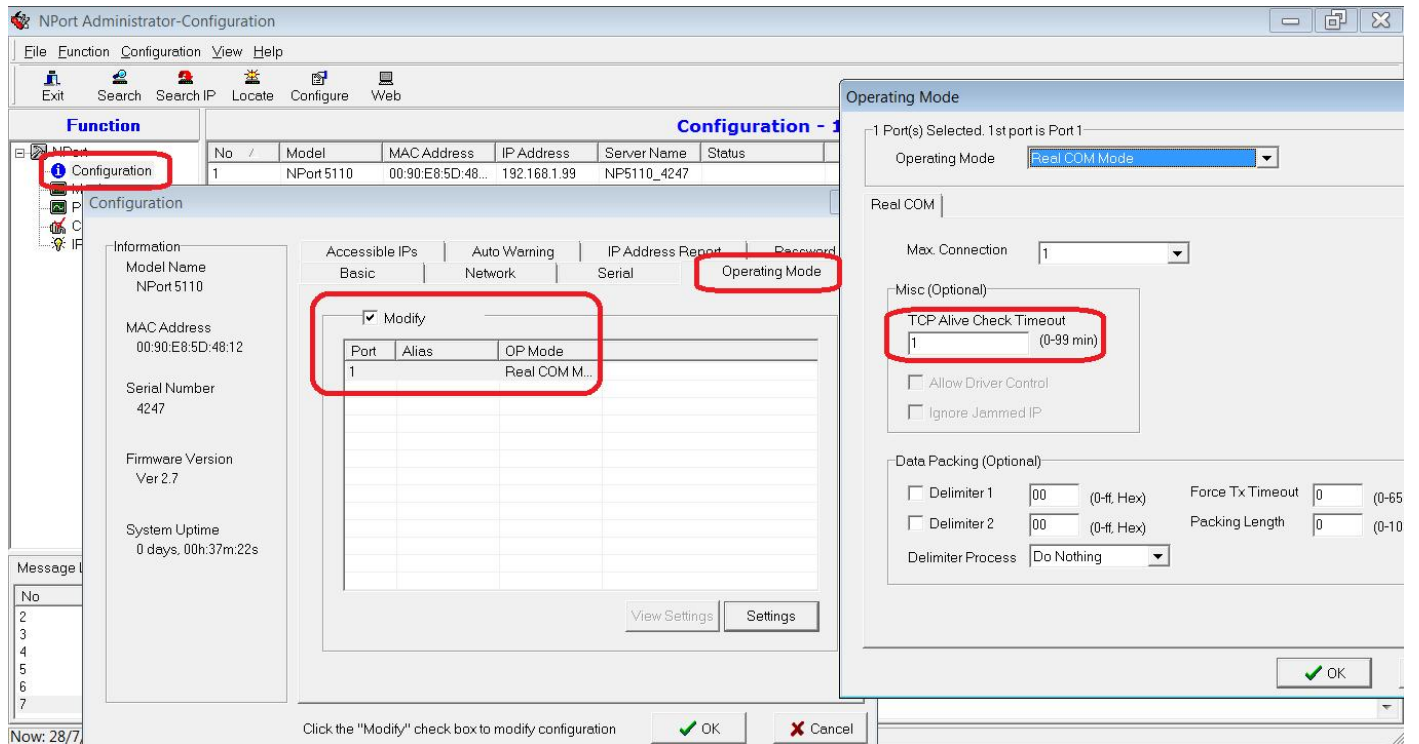 NPort Administrator-Configuration
File Function Configuration View Help
Exit Search Search IP Locate Configure Web
Function
Configuration - 1
NPort
Configuration
No Model MAC Address IP Address Server Name Status
1 NPort 5110 00:90:E8:5D:48... 192.168.1.99 NP5110_4247
Configuration
Information
Model Name
NPort 5110
MAC Address
00:90:E8:5D:48:12
Serial Number
4247
Firmware Version
Ver 2.7
System Uptime
0 days, 00h:37m:22s
Accessible IPs Auto Warning IP Address Report Password
Basic Network Serial Operating Mode
Modify
Port Alias OP Mode
1 Real COM M...
View Settings Settings
Click the "Modify" check box to modify configuration
OK Cancel
Operating Mode
1 Port(s) Selected. 1st port is Port 1
Operating Mode Real COM Mode
Real COM
Max. Connection 1
Misc (Optional)
TCP Alive Check Timeout
1 (0-99 min)
Allow Driver Control
Ignore Jammed IP
Data Packing (Optional)
Delimiter 1 00 (0-ff, Hex) Force Tx Timeout 0 (0-65
Delimiter 2 00 (0-ff, Hex) Packing Length 0 (0-10
Delimiter Process Do Nothing
OK
Message L
No
2
3
4
5
6
7
Now: 28/7/